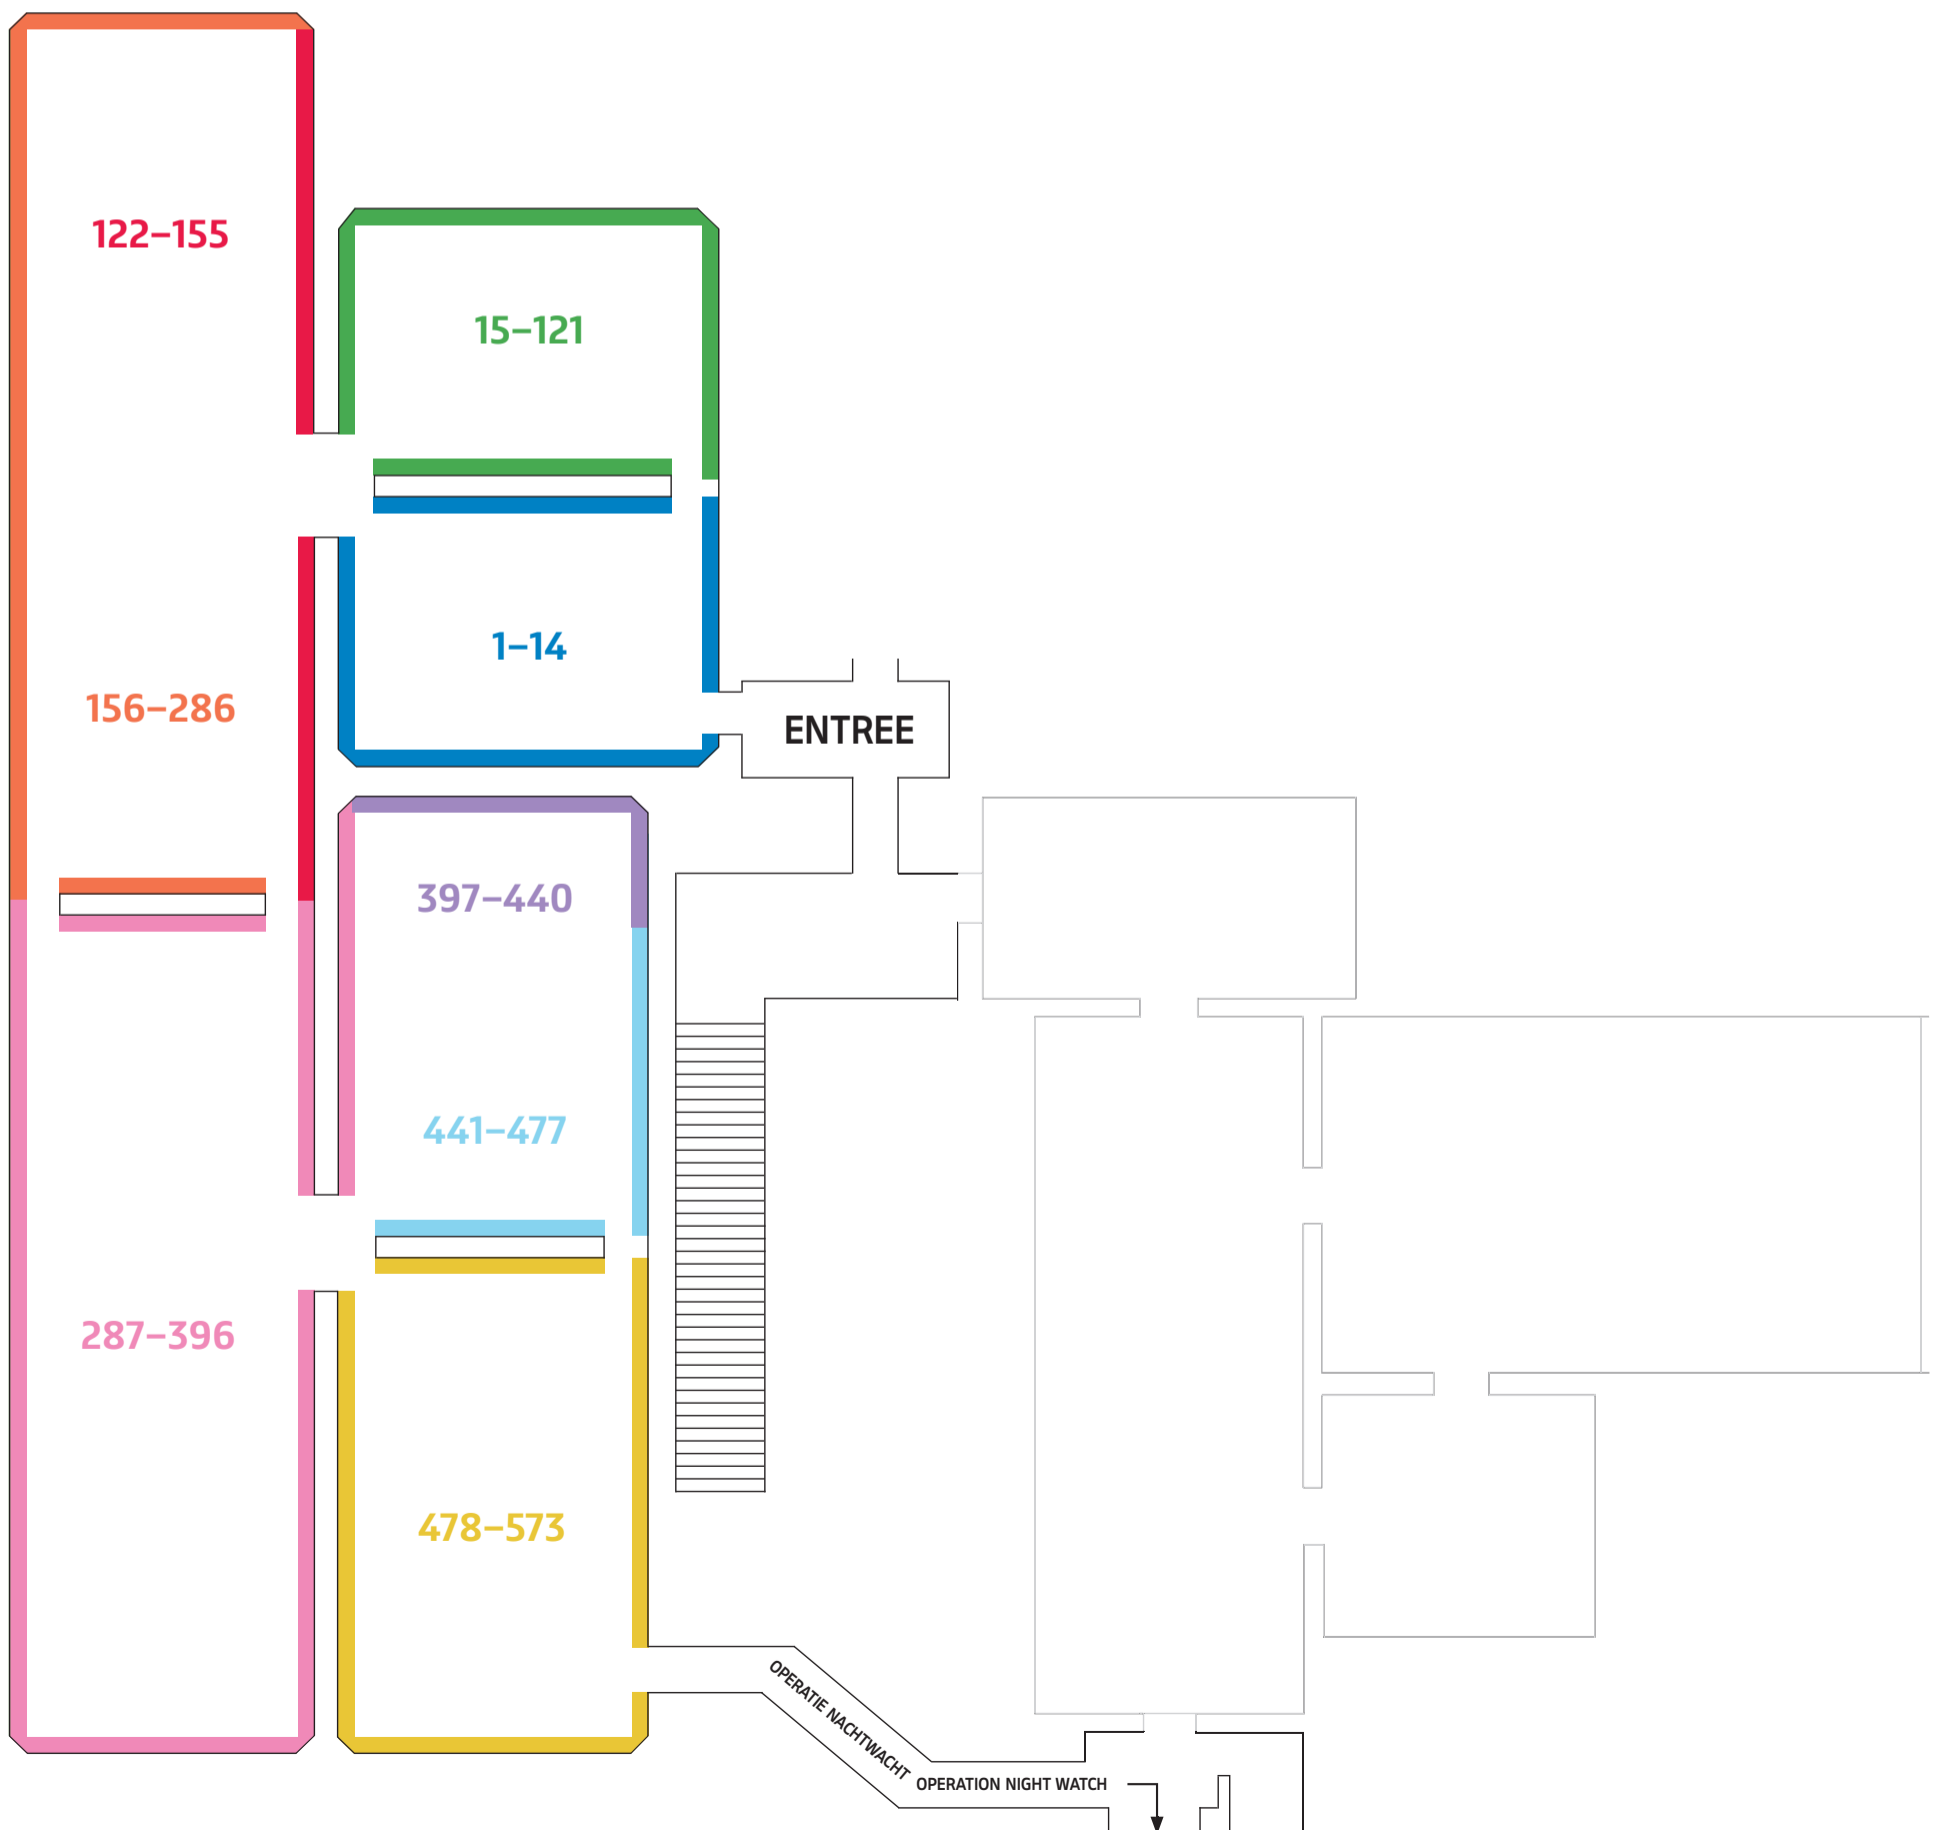 122–155
15–121
1–14
156–286
ENTREE
397–440
441–477
287–396
478–573
OPERATIE NACHTWACHT
OPERATION NIGHT WATCH